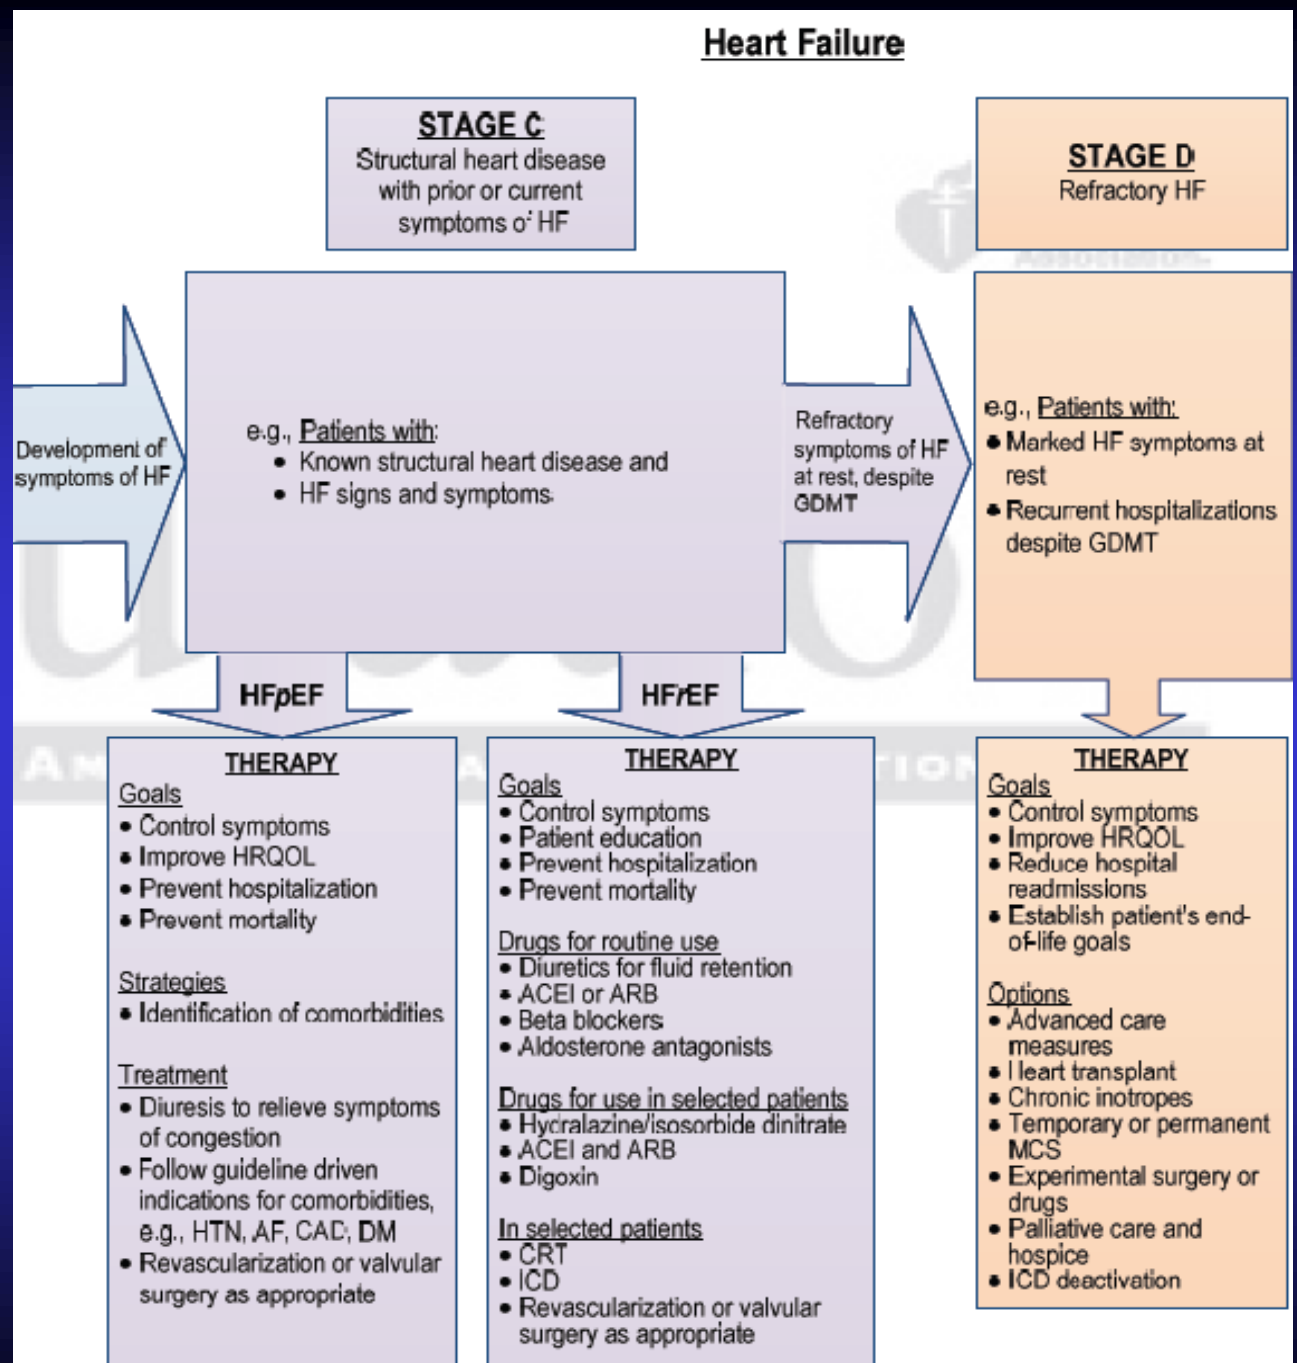 Heart Failure
STAGE C
Structural heart disease
with prior or current
symptoms of HF
STAGE D
Refractory HF
Association
Development of
symptoms of HF
e.g., Patients with:
• Known structural heart disease and
• HF signs and symptoms
Refractory
symptoms of HF
at rest, despite
GDMT
e.g., Patients with:
• Marked HF symptoms at
rest
• Recurrent hospitalizations
despite GDMT
HFpEF
HFrEF
THERAPY
Goals
• Control symptoms
• Improve HRQOL
• Prevent hospitalization
• Prevent mortality
Strategies
• Identification of comorbidities
Treatment
• Diuresis to relieve symptoms
of congestion
• Follow guideline driven
indications for comorbidities,
e.g., HTN, AF, CAD, DM
• Revascularization or valvular
surgery as appropriate
THERAPY
Goals
• Control symptoms
• Patient education
• Prevent hospitalization
• Prevent mortality
Drugs for routine use
• Diuretics for fluid retention
• ACEI or ARB
• Beta blockers
• Aldosterone antagonists
Drugs for use in selected patients
• Hydralazine/isosorbide dinitrate
• ACEI and ARB
• Digoxin
In selected patients
• CRT
• ICD
• Revascularization or valvular
surgery as appropriate
THERAPY
Goals
• Control symptoms
• Improve HRQOL
• Reduce hospital
readmissions
• Establish patient's end-
of-life goals
Options
• Advanced care
measures
• Heart transplant
• Chronic inotropes
• Temporary or permanent
MCS
• Experimental surgery or
drugs
• Palliative care and
hospice
• ICD deactivation